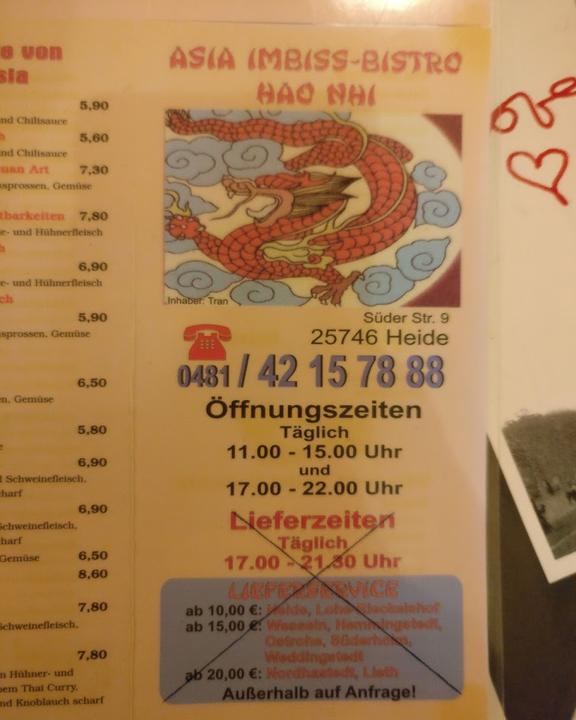 e von
sia
5,90
nd Chilisauce
h 5,60
nd Chilisauce
uan Art 7,30
sprossen, Gemüse
tbarkeiten 7,80
e- und Hühnerfleisch
h
6,90
e- und Hühnerfleisch
ch
5,90
sprossen, Gemüse
6,50
n, Gemüse
5,80
e
6,90
l Schweinefleisch,
harf
6,90
Schweinefleisch,
harf
Gemüse 6,50
8,60
7,80
Schweinefleisch,
7,80
n Hühner- und
em Thai Curry,
nd Knoblauch scharf
ASIA IMBISS-BISTRO
HAO NHI
Inhaber: Tran
Süder Str. 9
25746 Heide
0481 / 42 15 78 88
Öffnungszeiten
Täglich
11.00 - 15.00 Uhr
und
17.00 - 22.00 Uhr
Lieferzeiten
Täglich
17.00 - 21.30 Uhr
LIEFERSERVICE
ab 10,00 €: Heide, Lohe-Rickelshof
ab 15,00 €: Wesseln, Hemmingstedt,
Ostrohe, Süderholm,
Weddingstedt
ab 20,00 €: Nordhastedt, Lieth
Außerhalb auf Anfrage!